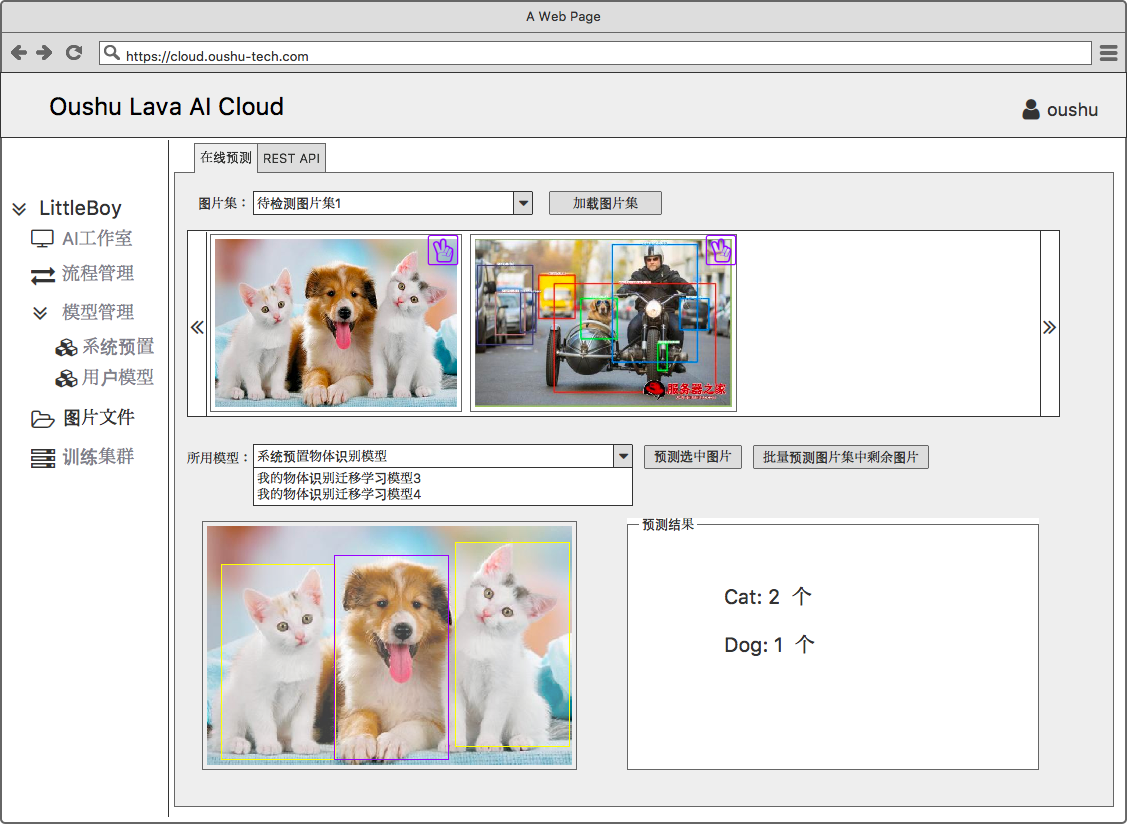 A Web Page
https://cloud.oushu-tech.com
Oushu Lava AI Cloud
oushu
LittleBoy
AI工作室
流程管理
模型管理
系统预置
用户模型
图片文件
训练集群
在线预测
REST API
图片集：
待检测图片集1
加载图片集
服务器之家
所用模型：
系统预置物体识别模型
预测选中图片
批量预测图片集中剩余图片
我的物体识别迁移学习模型3
我的物体识别迁移学习模型4
预测结果
Cat: 2 个
Dog: 1 个